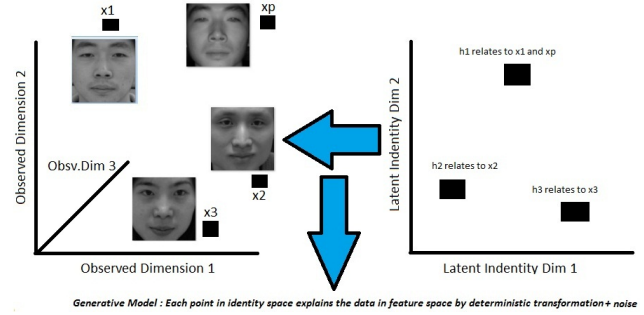 x1
xp
Observed Dimension 2
Obsv.Dim 3
x2
x3
Observed Dimension 1
Latent Indentity Dim 2
h1 relates to x1 and xp
h2 relates to x2
h3 relates to x3
Latent Indentity Dim 1
Generative Model : Each point in identity space explains the data in feature space by deterministic transformation + noise